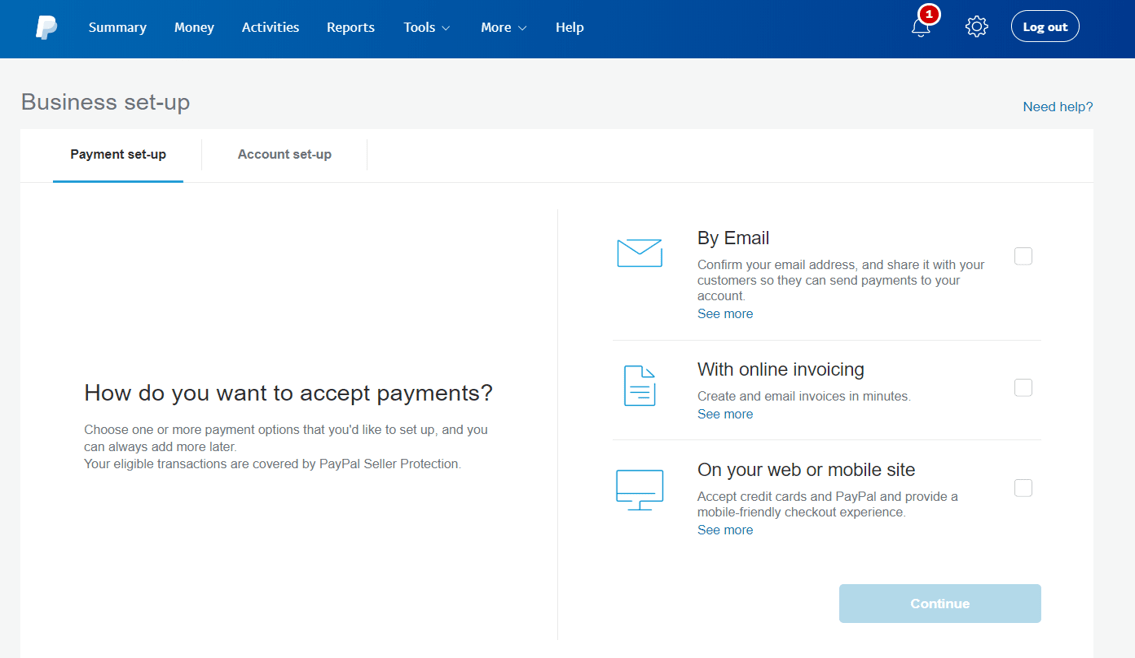 Summary Money Activities Reports Tools More Help 1 Log out
Business set-up
Need help?
Payment set-up Account set-up
How do you want to accept payments?
Choose one or more payment options that you'd like to set up, and you
can always add more later.
Your eligible transactions are covered by PayPal Seller Protection.
By Email
Confirm your email address, and share it with your
customers so they can send payments to your
account.
See more
With online invoicing
Create and email invoices in minutes.
See more
On your web or mobile site
Accept credit cards and PayPal and provide a
mobile-friendly checkout experience.
See more
Continue